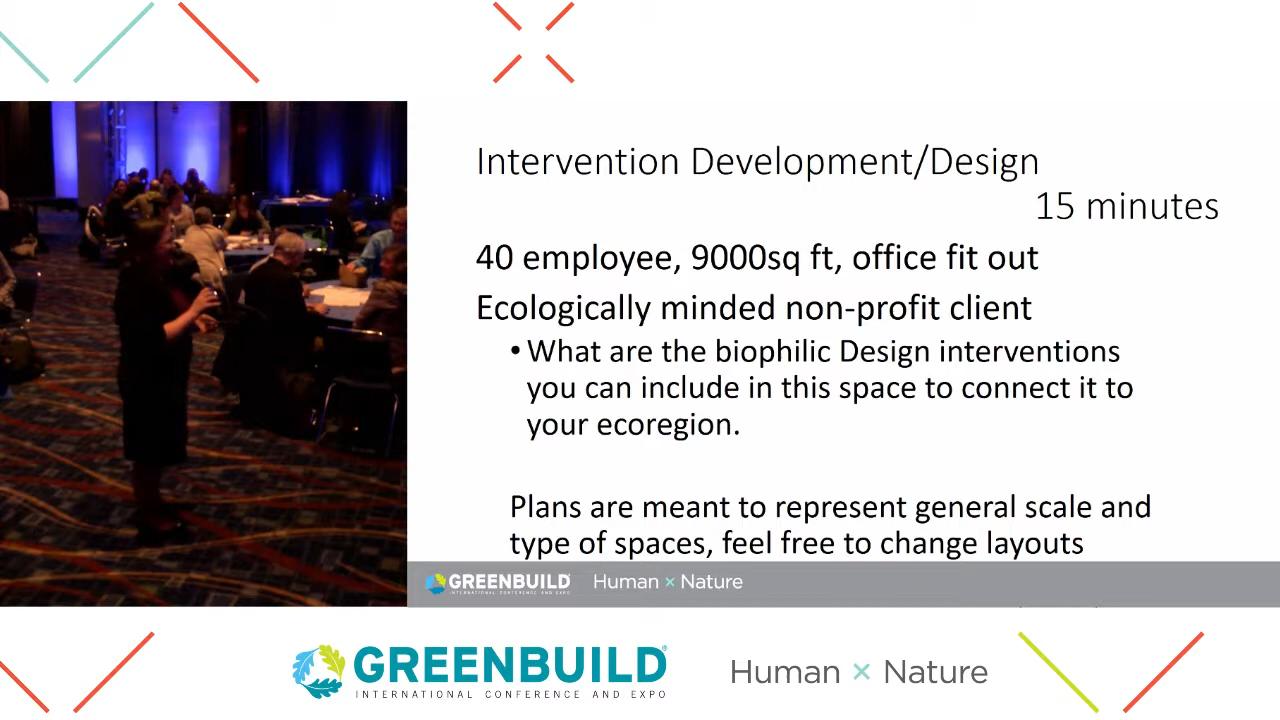 Intervention Development/Design
15 minutes
40 employee, 9000sq ft, office fit out
Ecologically minded non-profit client
• What are the biophilic Design interventions
you can include in this space to connect it to
your ecoregion.
Plans are meant to represent general scale and
type of spaces, feel free to change layouts
GREENBUILD Human × Nature
INTERNATIONAL CONFERENCE AND EXPO
GREENBUILD® Human × Nature
INTERNATIONAL CONFERENCE AND EXPO